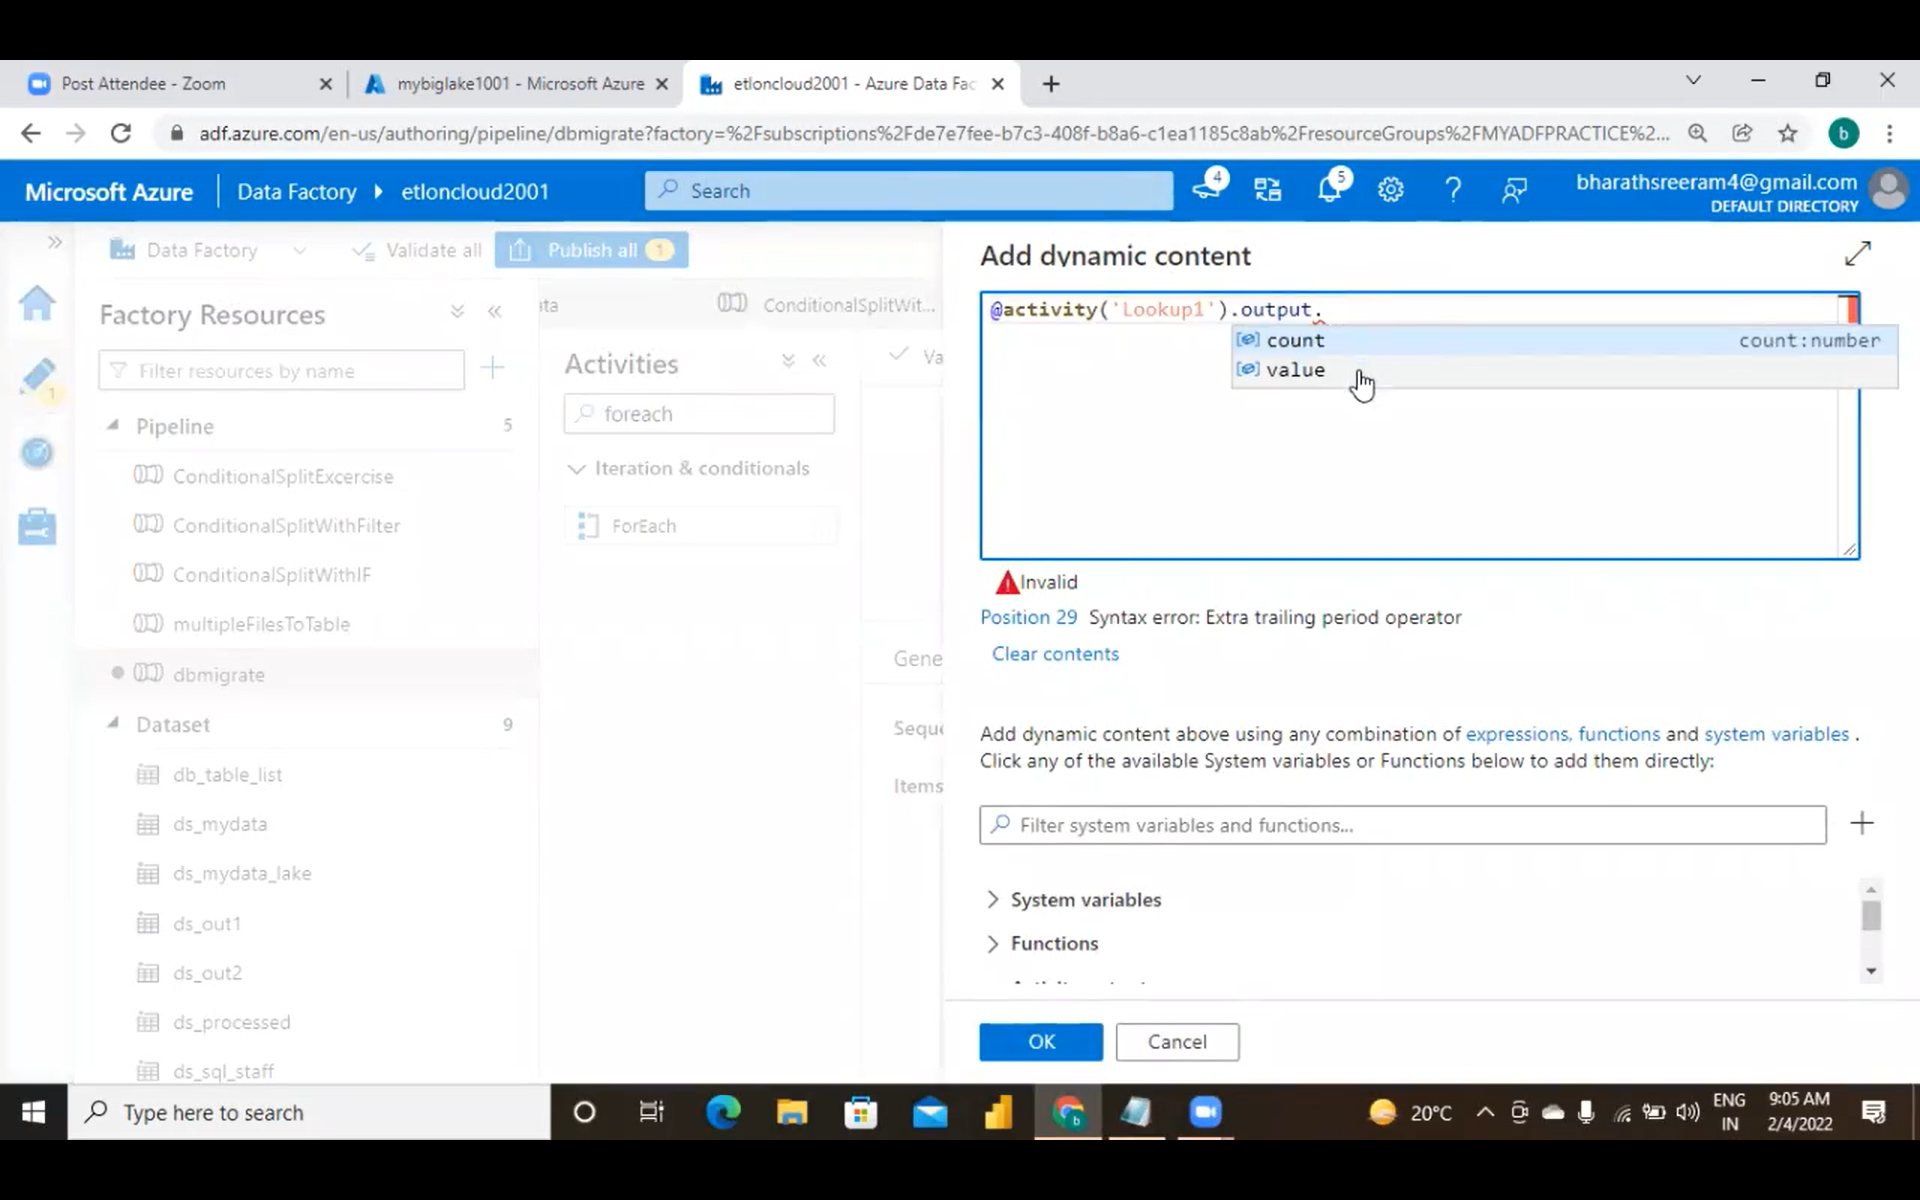 Post Attendee - Zoom
mybiglake1001 - Microsoft Azure
etloncloud2001 - Azure Data Fac
adf.azure.com/en-us/authoring/pipeline/dbmigrate?factory=%2Fsubscriptions%2Fde7e7fee-b7c3-408f-b8a6-c1ea1185c8ab%2FresourceGroups%2FMYADFPRACTICE%2...
b
Microsoft Azure
Data Factory
etloncloud2001
Search
4
5
bharathsreeram4@gmail.com
DEFAULT DIRECTORY
Data Factory
Validate all
Publish all 1
Factory Resources
Filter resources by name
1
Pipeline 5
ConditionalSplitExcercise
ConditionalSplitWithFilter
ConditionalSplitWithIF
multipleFilesToTable
dbmigrate
Dataset 9
db_table_list
ds_mydata
ds_mydata_lake
ds_out1
ds_out2
ds_processed
ds_sql_staff
ta
ConditionalSplitWit...
Activities
Va
foreach
Iteration & conditionals
ForEach
Gene
Seque
Items
Add dynamic content
@activity('Lookup1').output.
count count:number
value
Invalid
Position 29 Syntax error: Extra trailing period operator
Clear contents
Add dynamic content above using any combination of expressions, functions and system variables .
Click any of the available System variables or Functions below to add them directly:
Filter system variables and functions...
System variables
Functions
OK
Cancel
Type here to search
20°C
ENG
IN
9:05 AM
2/4/2022